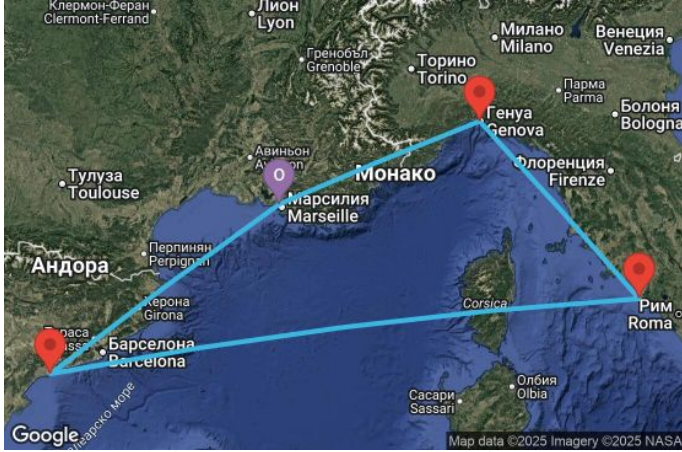 Клермон-Феран
Clermont-Ferrand
Лион
Lyon
Милано
Milano
Венеция
Venezia
Гренобъл
Grenoble
Торино
Torino
Парма
Parma
Генуа
Genova
Болоня
Bologna
Авиньон
O
Монако
Флоренция
Firenze
Тулуза
Toulouse
Марсилия
Marseille
Перпинян
Perpignan
Андора
Херона
Girona
Corsica
Рим
Roma
Барселона
Barcelona
Олбия
Olbia
Сасари
Sassari
море
Google
Map data ©2025 Imagery ©2025 NASA